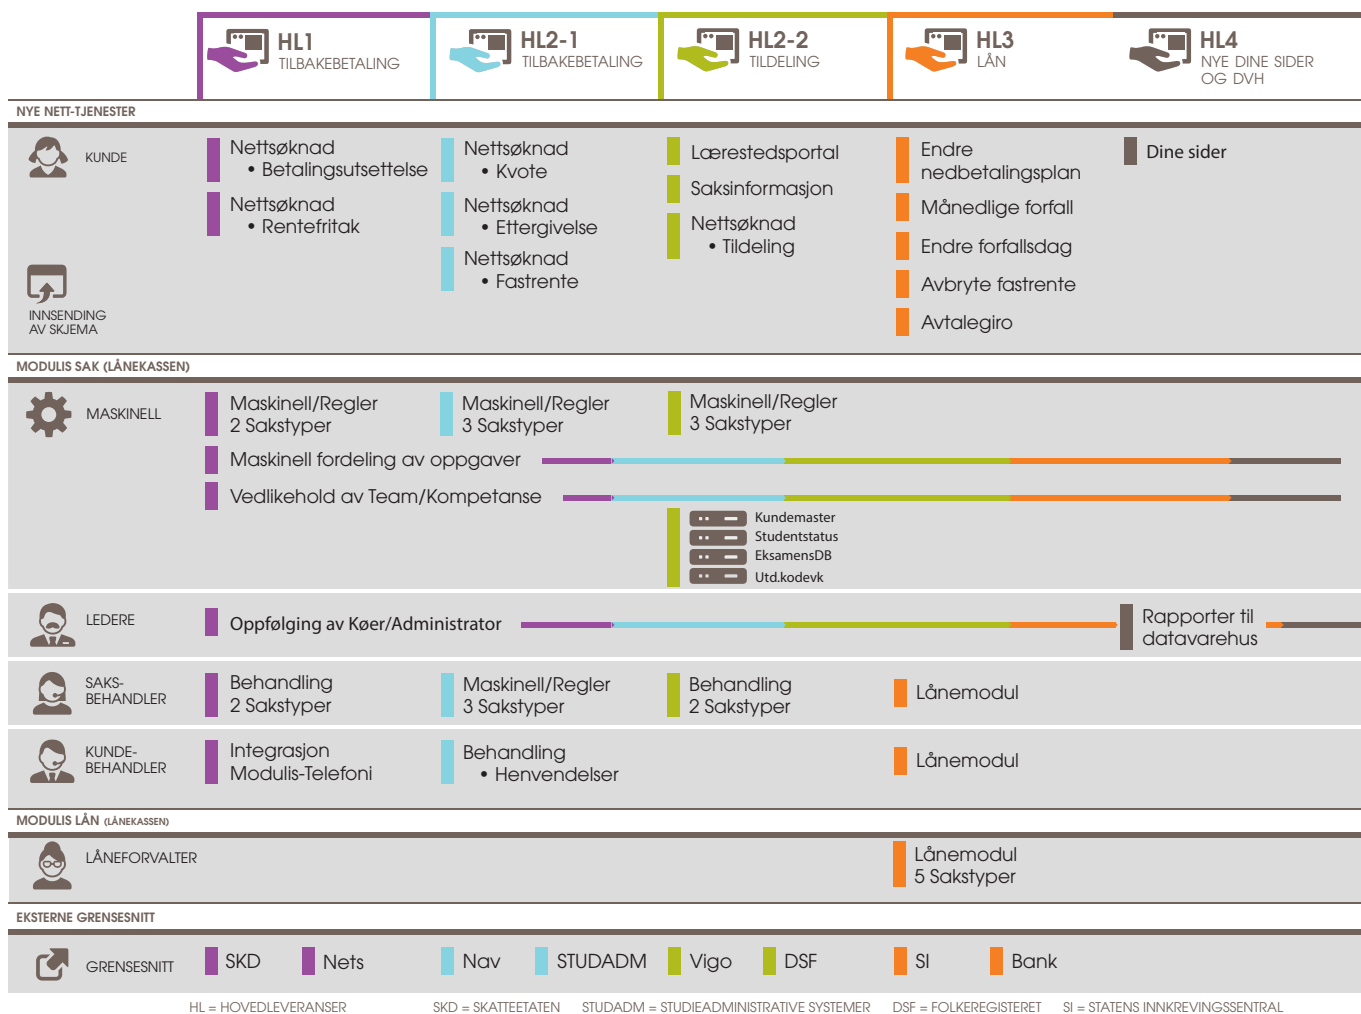 HL1
TILBAKEBETALING
HL2-1
TILBAKEBETALING
HL2-2
TILDELING
HL3
LÅN
HL4
NYE DINE SIDER
OG DVH
NYE NETT-TJENESTER
KUNDE
Nettsøknad
• Betalingsutsettelse
Nettsøknad
• Rentefritak
Nettsøknad
• Kvote
Nettsøknad
• Ettergivelse
Nettsøknad
• Fastrente
Lærestedsportal
Saksinformasjon
Nettsøknad
• Tildeling
Endre
nedbetalingsplan
Månedlige forfall
Endre forfallsdag
Avbryte fastrente
Avtalegiro
Dine sider
INNSENDING
AV SKJEMA
MODULIS SAK (LÅNEKASSEN)
MASKINELL
Maskinell/Regler
2 Sakstyper
Maskinell/Regler
3 Sakstyper
Maskinell/Regler
3 Sakstyper
Maskinell fordeling av oppgaver
Vedlikehold av Team/Kompetanse
Kundemaster
Studentstatus
EksamensDB
Utd.kodevk
LEDERE
Oppfølging av Køer/Administrator
Rapporter til
datavarehus
SAKS-
BEHANDLER
Behandling
2 Sakstyper
Maskinell/Regler
3 Sakstyper
Behandling
2 Sakstyper
Lånemodul
KUNDE-
BEHANDLER
Integrasjon
Modulis-Telefoni
Behandling
• Henvendelser
Lånemodul
MODULIS LÅN (LÅNEKASSEN)
LÅNEFORVALTER
Lånemodul
5 Sakstyper
EKSTERNE GRENSESNITT
GRENSESNITT
SKD
Nets
Nav
STUDADM
Vigo
DSF
SI
Bank
HL = HOVEDLEVERANSER
SKD = SKATTEETATEN
STUDADM = STUDIEADMINISTRATIVE SYSTEMER
DSF = FOLKEREGISTERET
SI = STATENS INNKREVINGSSENTRAL